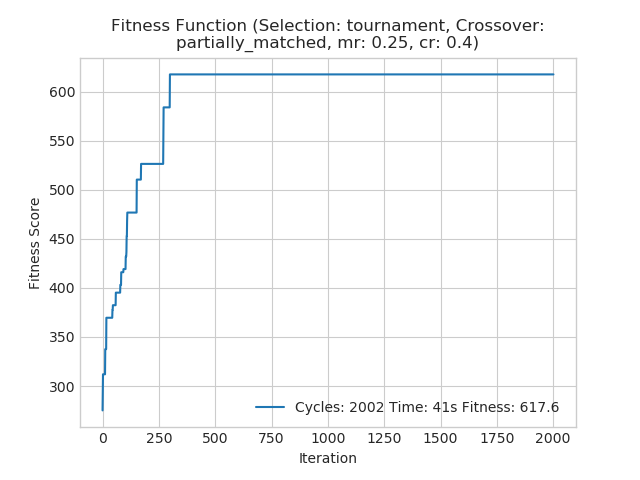 Fitness Function (Selection: tournament, Crossover:
partially_matched, mr: 0.25, cr: 0.4)
600
550
500
450
400
350
300
Fitness Score
Cycles: 2002 Time: 41s Fitness: 617.6
0 250 500 750 1000 1250 1500 1750 2000
Iteration